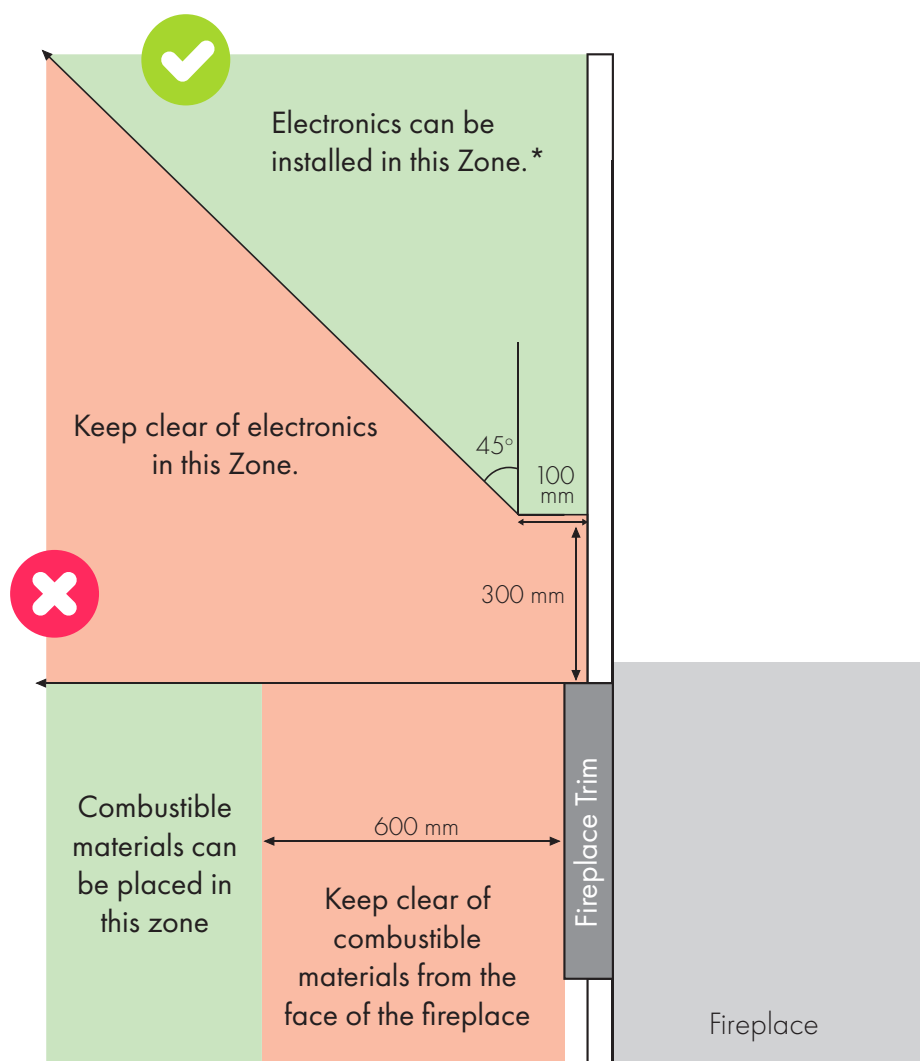 Electronics can be
installed in this Zone.*
Keep clear of electronics
in this Zone.
45°
100
mm
300 mm
Combustible
materials can
be placed in
this zone
600 mm
Keep clear of
combustible
materials from the
face of the fireplace
Fireplace Trim
Fireplace